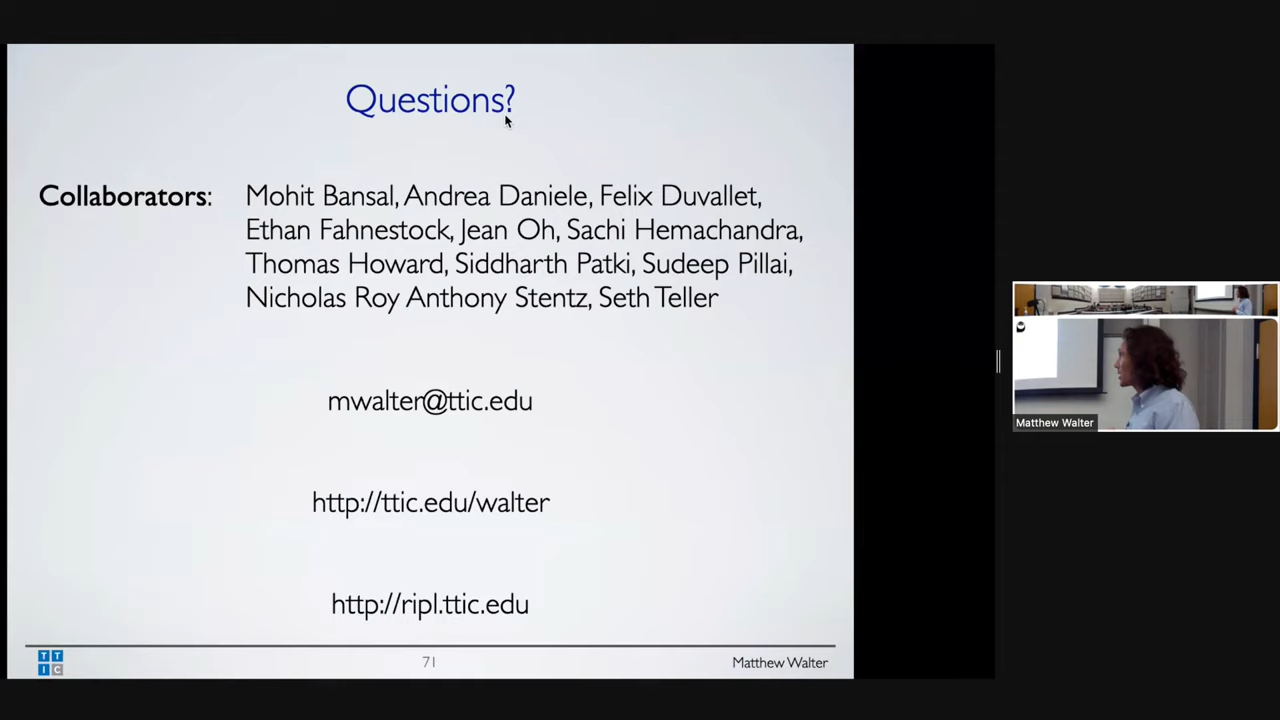 Questions?
Collaborators: Mohit Bansal, Andrea Daniele, Felix Duvallet,
Ethan Fahnestock, Jean Oh, Sachi Hemachandra,
Thomas Howard, Siddharth Patki, Sudeep Pillai,
Nicholas Roy Anthony Stentz, Seth Teller
mwalter@ttic.edu
http://ttic.edu/walter
http://ripl.ttic.edu
TTIC
71
Matthew Walter
Matthew Walter